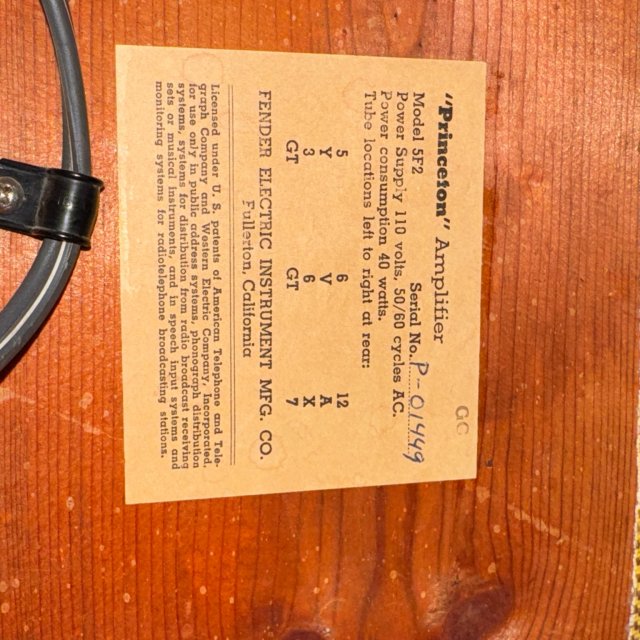 GC
"Princeton" Amplifier
Model 5F2 Serial No. P-01449
Power Supply 110 volts, 50/60 cycles AC.
Power consumption 40 watts.
Tube locations left to right at rear:
5 6 12
Y V A
3 6 X
GT GT 7
FENDER ELECTRIC INSTRUMENT MFG. CO.
Fullerton, California
Licensed under U. S. patents of American Telephone and Tele-
graph Company and Western Electric Company, Incorporated,
for use only in public address systems, phonograph distribution
systems, systems for distribution from radio broadcast receiving
sets or musical instruments, and in speech input systems and
monitoring systems for radiotelephone broadcasting stations.